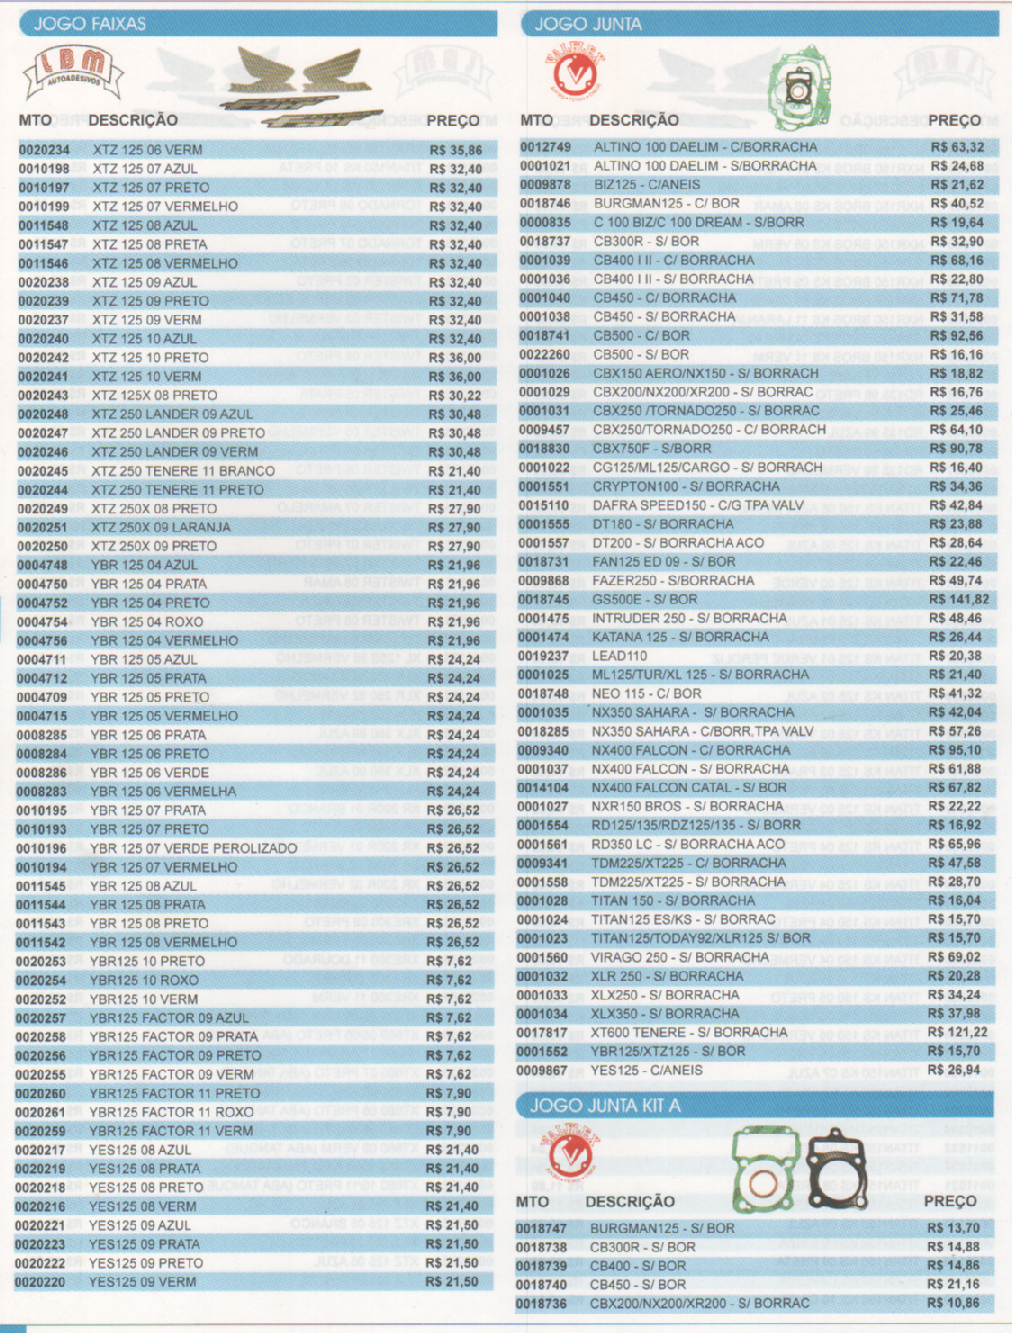 JOGO FAIXAS
LBM
AUTOADESIVOS
MTO DESCRIÇÃO PREÇO
0020234 XTZ 125 06 VERM R$ 35,86
0010198 XTZ 125 07 AZUL R$ 32,40
0010197 XTZ 125 07 PRETO R$ 32,40
0010199 XTZ 125 07 VERMELHO R$ 32,40
0011548 XTZ 125 08 AZUL R$ 32,40
0011547 XTZ 125 08 PRETA R$ 32,40
0011546 XTZ 125 08 VERMELHO R$ 32,40
0020238 XTZ 125 09 AZUL R$ 32,40
0020239 XTZ 125 09 PRETO R$ 32,40
0020237 XTZ 125 09 VERM R$ 32,40
0020240 XTZ 125 10 AZUL R$ 32,40
0020242 XTZ 125 10 PRETO R$ 36,00
0020241 XTZ 125 10 VERM R$ 36,00
0020243 XTZ 125X 08 PRETO R$ 30,22
0020248 XTZ 250 LANDER 09 AZUL R$ 30,48
0020247 XTZ 250 LANDER 09 PRETO R$ 30,48
0020246 XTZ 250 LANDER 09 VERM R$ 30,48
0020245 XTZ 250 TENERE 11 BRANCO R$ 21,40
0020244 XTZ 250 TENERE 11 PRETO R$ 21,40
0020249 XTZ 250X 08 PRETO R$ 27,90
0020251 XTZ 250X 09 LARANJA R$ 27,90
0020250 XTZ 250X 09 PRETO R$ 27,90
0004748 YBR 125 04 AZUL R$ 21,96
0004750 YBR 125 04 PRATA R$ 21,96
0004752 YBR 125 04 PRETO R$ 21,96
0004754 YBR 125 04 ROXO R$ 21,96
0004756 YBR 125 04 VERMELHO R$ 21,96
0004711 YBR 125 05 AZUL R$ 24,24
0004712 YBR 125 05 PRATA R$ 24,24
0004709 YBR 125 05 PRETO R$ 24,24
0004715 YBR 125 05 VERMELHO R$ 24,24
0008285 YBR 125 06 PRATA R$ 24,24
0008284 YBR 125 06 PRETO R$ 24,24
0008286 YBR 125 06 VERDE R$ 24,24
0008283 YBR 125 06 VERMELHA R$ 24,24
0010195 YBR 125 07 PRATA R$ 26,52
0010193 YBR 125 07 PRETO R$ 26,52
0010196 YBR 125 07 VERDE PEROLIZADO R$ 26,52
0010194 YBR 125 07 VERMELHO R$ 26,52
0011545 YBR 125 08 AZUL R$ 26,52
0011544 YBR 125 08 PRATA R$ 26,52
0011543 YBR 125 08 PRETO R$ 26,52
0011542 YBR 125 08 VERMELHO R$ 26,52
0020253 YBR125 10 PRETO R$ 7,62
0020254 YBR125 10 ROXO R$ 7,62
0020252 YBR125 10 VERM R$ 7,62
0020257 YBR125 FACTOR 09 AZUL R$ 7,62
0020258 YBR125 FACTOR 09 PRATA R$ 7,62
0020256 YBR125 FACTOR 09 PRETO R$ 7,62
0020255 YBR125 FACTOR 09 VERM R$ 7,62
0020260 YBR125 FACTOR 11 PRETO R$ 7,90
0020261 YBR125 FACTOR 11 ROXO R$ 7,90
0020259 YBR125 FACTOR 11 VERM R$ 7,90
0020217 YES125 08 AZUL R$ 21,40
0020219 YES125 08 PRATA R$ 21,40
0020218 YES125 08 PRETO R$ 21,40
0020216 YES125 08 VERM R$ 21,40
0020221 YES125 09 AZUL R$ 21,50
0020223 YES125 09 PRATA R$ 21,50
0020222 YES125 09 PRETO R$ 21,50
0020220 YES125 09 VERM R$ 21,50
JOGO JUNTA
VALFLEX
MTO DESCRIÇÃO PREÇO
0012749 ALTINO 100 DAELIM - C/BORRACHA R$ 63,32
0001021 ALTINO 100 DAELIM - S/BORRACHA R$ 24,68
0009878 BIZ125 - C/ANEIS R$ 21,62
0018746 BURGMAN125 - C/ BOR R$ 40,52
0000835 C 100 BIZ/C 100 DREAM - S/BORR R$ 19,64
0018737 CB300R - S/ BOR R$ 32,90
0001039 CB400 I II - C/ BORRACHA R$ 68,16
0001036 CB400 I II - S/ BORRACHA R$ 22,80
0001040 CB450 - C/ BORRACHA R$ 71,78
0001038 CB450 - S/ BORRACHA R$ 31,58
0018741 CB500 - C/ BOR R$ 92,56
0022260 CB500 - S/ BOR R$ 16,16
0001026 CBX150 AERO/NX150 - S/ BORRACH R$ 18,82
0001029 CBX200/NX200/XR200 - S/ BORRAC R$ 16,76
0001031 CBX250 /TORNADO250 - S/ BORRAC R$ 25,46
0009457 CBX250/TORNADO250 - C/ BORRACH R$ 64,10
0018830 CBX750F - S/BORR R$ 90,78
0001022 CG125/ML125/CARGO - S/ BORRACH R$ 16,40
0001551 CRYPTON100 - S/ BORRACHA R$ 34,36
0015110 DAFRA SPEED150 - C/G TPA VALV R$ 42,84
0001555 DT180 - S/ BORRACHA R$ 23,88
0001557 DT200 - S/ BORRACHA ACO R$ 28,64
0018731 FAN125 ED 09 - S/ BOR R$ 22,46
0009868 FAZER250 - S/BORRACHA R$ 49,74
0018745 GS500E - S/ BOR R$ 141,82
0001475 INTRUDER 250 - S/ BORRACHA R$ 48,46
0001474 KATANA 125 - S/ BORRACHA R$ 26,44
0019237 LEAD110 R$ 20,38
0001025 ML125/TUR/XL 125 - S/ BORRACHA R$ 21,40
0018748 NEO 115 - C/ BOR R$ 41,32
0001035 NX350 SAHARA - S/ BORRACHA R$ 42,04
0018285 NX350 SAHARA - C/BORR.TPA VALV R$ 57,26
0009340 NX400 FALCON - C/ BORRACHA R$ 95,10
0001037 NX400 FALCON - S/ BORRACHA R$ 61,88
0014104 NX400 FALCON CATAL - S/ BOR R$ 67,82
0001027 NXR150 BROS - S/ BORRACHA R$ 22,22
0001554 RD125/135/RDZ125/135 - S/ BORR R$ 16,92
0001561 RD350 LC - S/ BORRACHA ACO R$ 65,96
0009341 TDM225/XT225 - C/ BORRACHA R$ 47,58
0001558 TDM225/XT225 - S/ BORRACHA R$ 28,70
0001028 TITAN 150 - S/ BORRACHA R$ 16,04
0001024 TITAN125 ES/KS - S/ BORRAC R$ 15,70
0001023 TITAN125/TODAY92/XLR125 S/ BOR R$ 15,70
0001560 VIRAGO 250 - S/ BORRACHA R$ 69,02
0001032 XLR 250 - S/ BORRACHA R$ 20,28
0001033 XLX250 - S/ BORRACHA R$ 34,24
0001034 XLX350 - S/ BORRACHA R$ 37,98
0017817 XT600 TENERE - S/ BORRACHA R$ 121,22
0001552 YBR125/XTZ125 - S/ BOR R$ 15,70
0009867 YES125 - C/ANEIS R$ 26,94
JOGO JUNTA KIT A
VALFLEX
MTO DESCRIÇÃO PREÇO
0018747 BURGMAN125 - S/ BOR R$ 13,70
0018738 CB300R - S/ BOR R$ 14,88
0018739 CB400 - S/ BOR R$ 14,86
0018740 CB450 - S/ BOR R$ 21,16
0018736 CBX200/NX200/XR200 - S/ BORRAC R$ 10,86